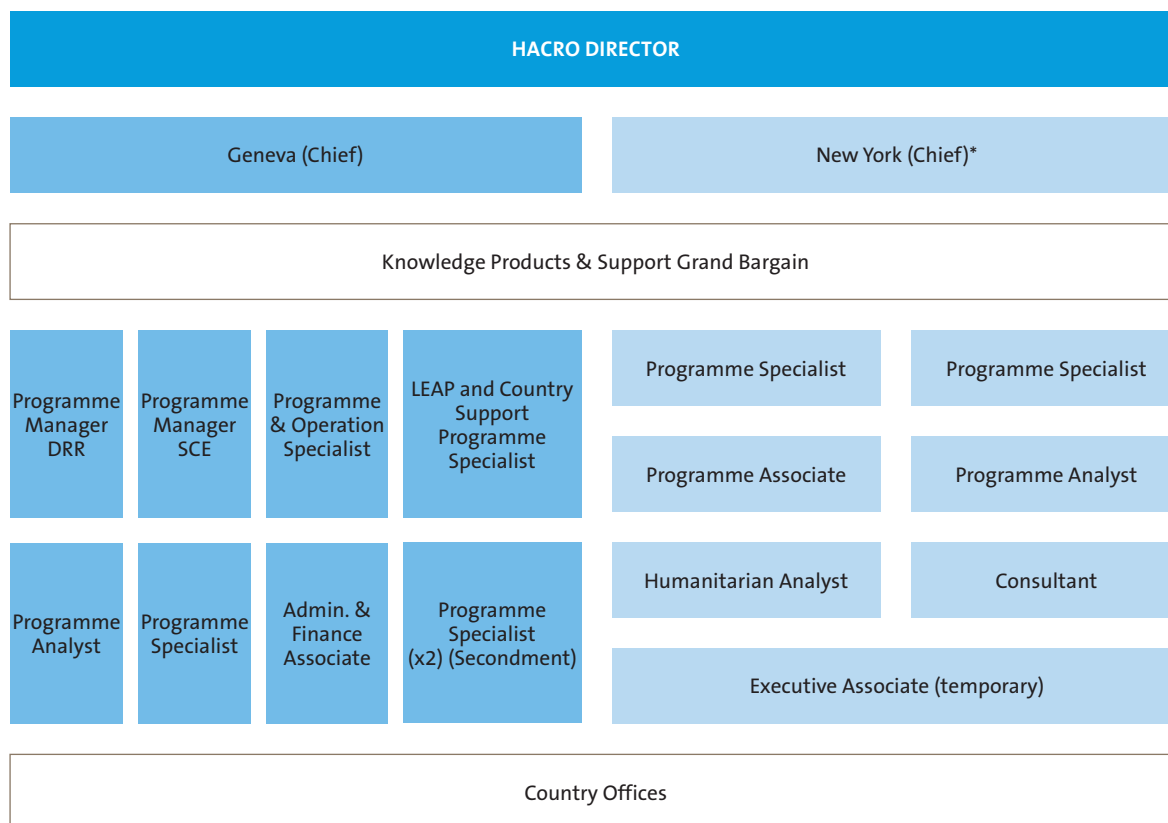 HACRO DIRECTOR
Geneva (Chief)
New York (Chief)*
Knowledge Products & Support Grand Bargain
Programme
Manager
DRR
Programme
Manager
SCE
Programme
& Operation
Specialist
LEAP and Country
Support
Programme
Specialist
Programme
Analyst
Programme
Specialist
Admin. &
Finance
Associate
Programme
Specialist
(x2) (Secondment)
Programme Specialist
Programme Specialist
Programme Associate
Programme Analyst
Humanitarian Analyst
Consultant
Executive Associate (temporary)
Country Offices